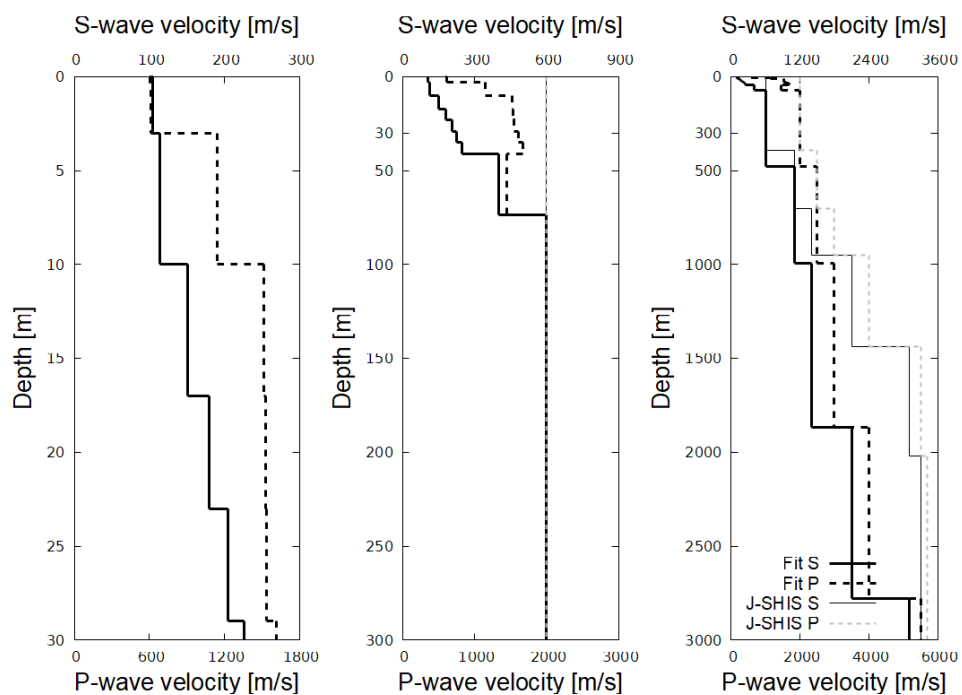 S-wave velocity [m/s] S-wave velocity [m/s] S-wave velocity [m/s]
0 100 200 300 0 300 600 900 0 1200 2400 3600
0 0 0
30
5 50 500
10 100 1000
Depth [m] Depth [m] Depth [m]
15 150 1500
20 200 2000
25 250 2500
Fit S
Fit P
J-SHIS S
J-SHIS P
30 300 3000
0 600 1200 1800 0 1000 2000 3000 0 2000 4000 6000
P-wave velocity [m/s] P-wave velocity [m/s] P-wave velocity [m/s]